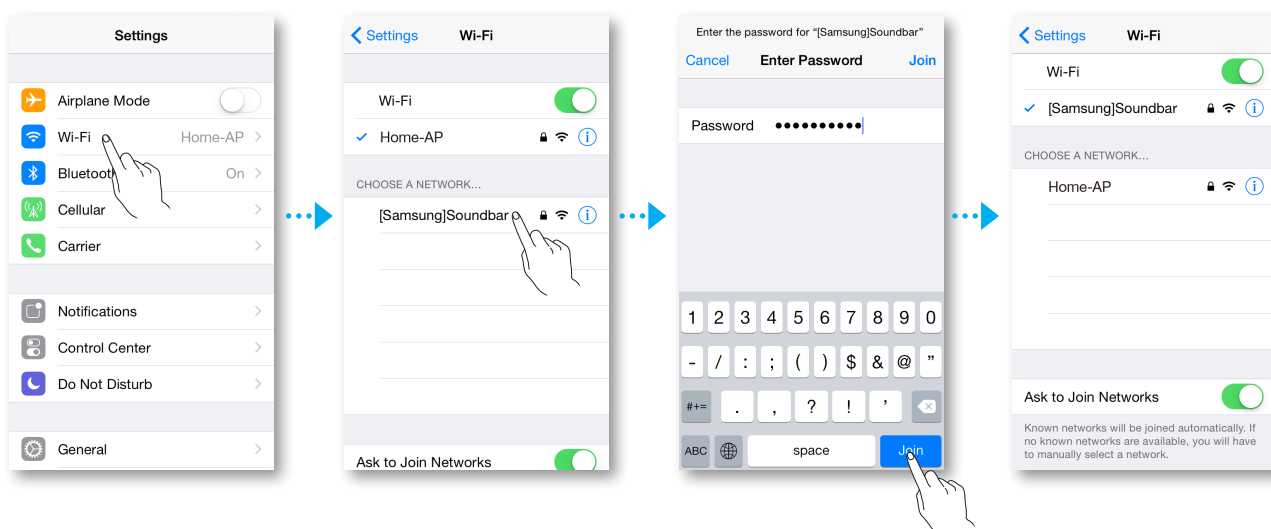 Settings
Airplane Mode
Wi-Fi Home-AP
Bluetooth On
Cellular
Carrier
Notifications
Control Center
Do Not Disturb
General
Settings Wi-Fi
Wi-Fi
Home-AP
CHOOSE A NETWORK...
[Samsung]Soundbar
Ask to Join Networks
Enter the password for “[Samsung]Soundbar”
Cancel Enter Password Join
Password ••••••••••
1 2 3 4 5 6 7 8 9 0
- / : ; ( ) $ & @ ”
#+= . , ? ! ’
ABC space Join
Settings Wi-Fi
Wi-Fi
[Samsung]Soundbar
CHOOSE A NETWORK...
Home-AP
Ask to Join Networks
Known networks will be joined automatically. If
no known networks are available, you will have
to manually select a network.